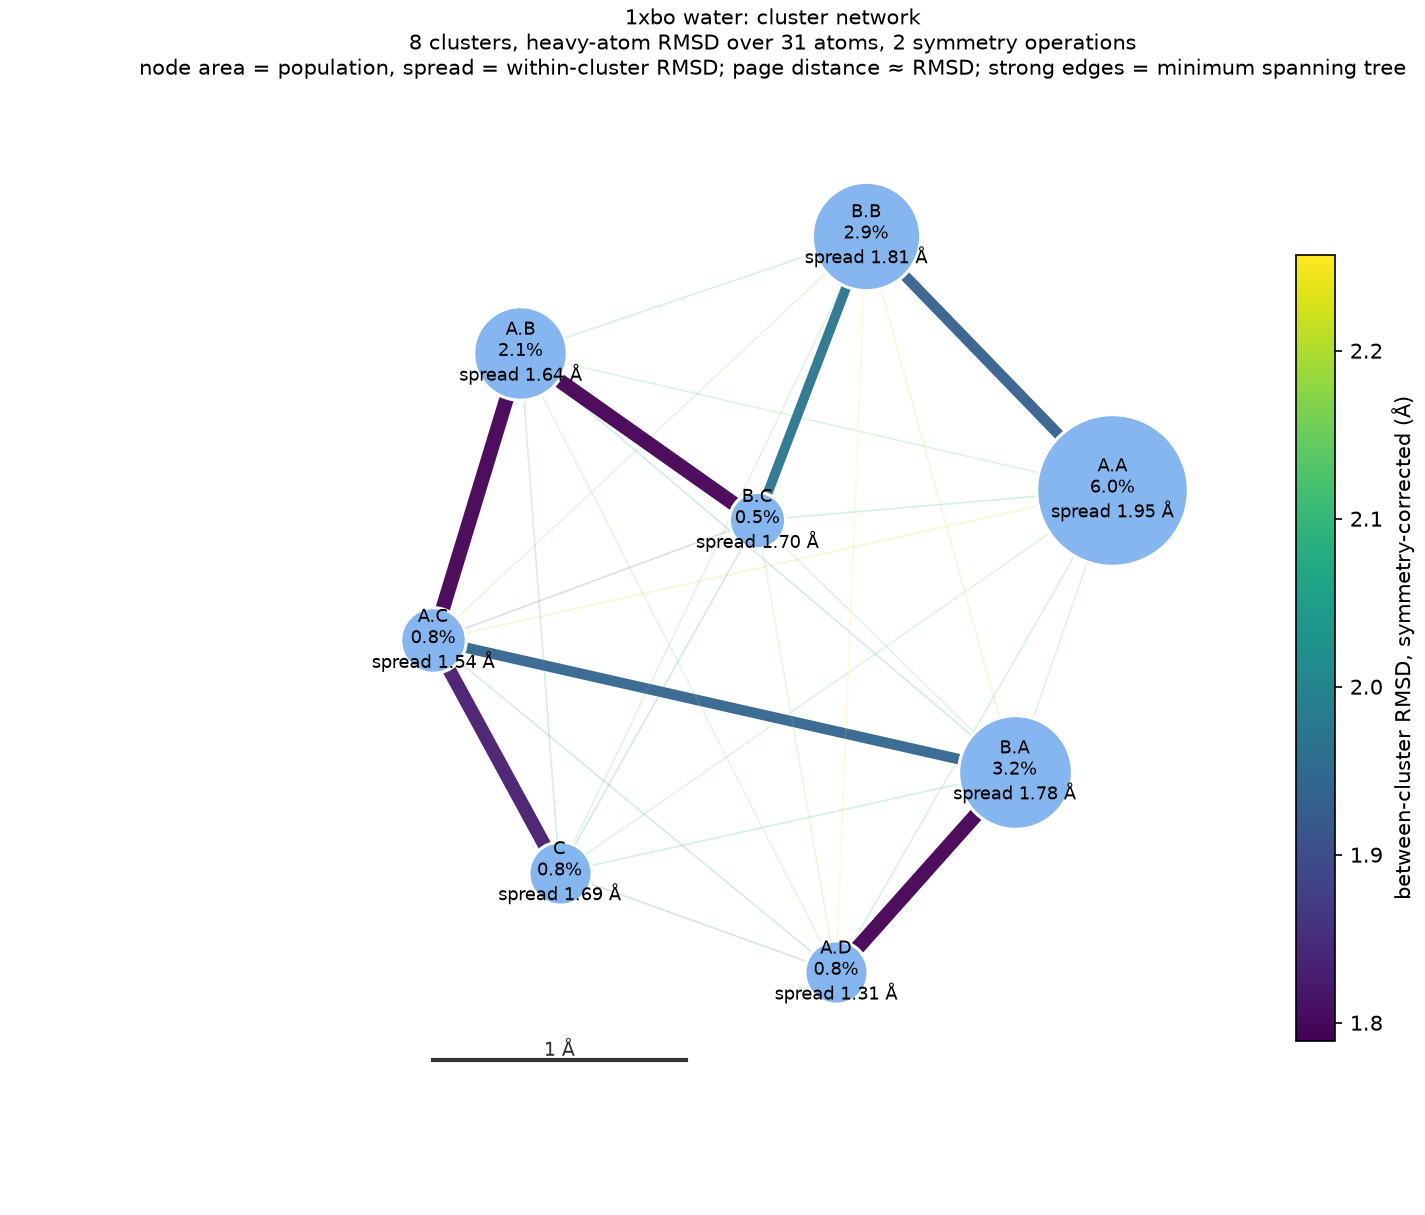 1xbo water: cluster network
8 clusters, heavy-atom RMSD over 31 atoms, 2 symmetry operations
node area = population, spread = within-cluster RMSD; page distance ≈ RMSD; strong edges = minimum spanning tree
B.B
2.9%
spread 1.81 Å
A.B
2.1%
spread 1.64 Å
A.A
6.0%
spread 1.95 Å
B.C
0.5%
spread 1.70 Å
A.C
0.8%
spread 1.54 Å
B.A
3.2%
spread 1.78 Å
C
0.8%
spread 1.69 Å
A.D
0.8%
spread 1.31 Å
1 Å
2.2
2.1
2.0
1.9
1.8
between-cluster RMSD, symmetry-corrected (Å)